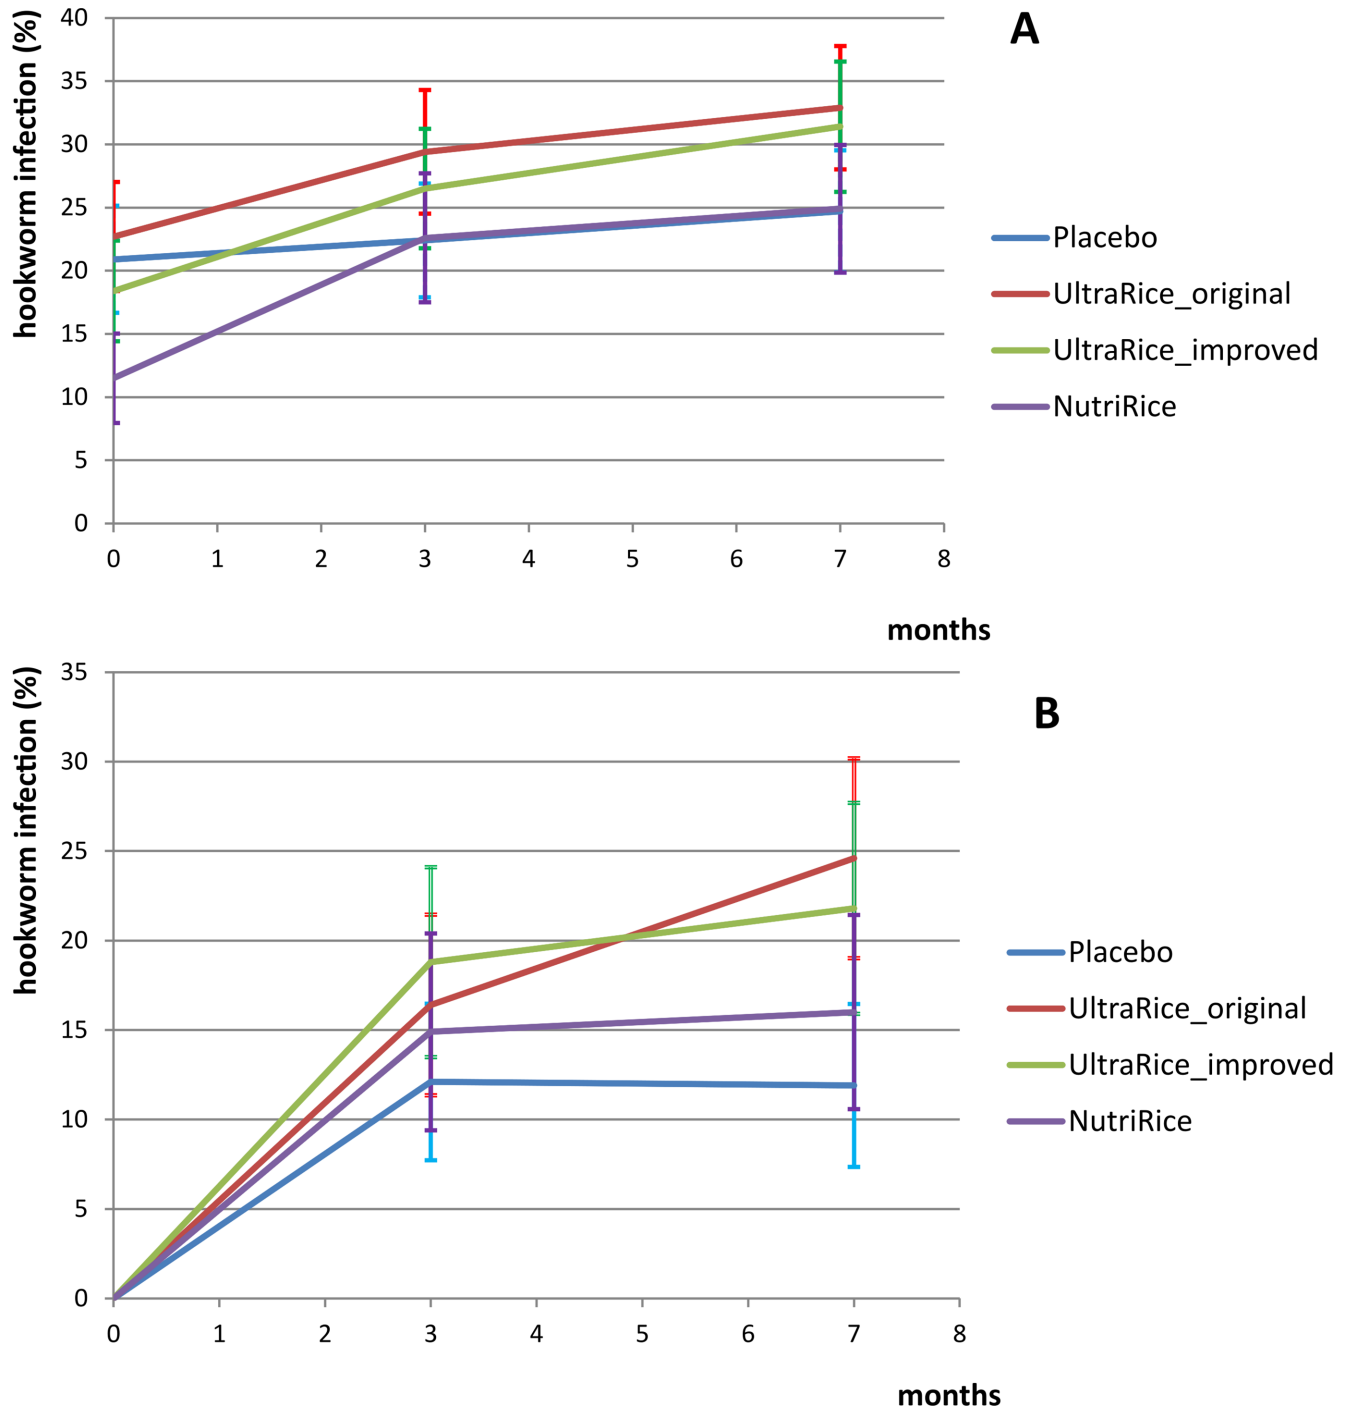 hookworm infection (%)
A
40
35
30
25
20
15
10
5
0
0 1 2 3 4 5 6 7 8
months
Placebo
UltraRice_original
UltraRice_improved
NutriRice
hookworm infection (%)
B
35
30
25
20
15
10
5
0
0 1 2 3 4 5 6 7 8
months
Placebo
UltraRice_original
UltraRice_improved
NutriRice